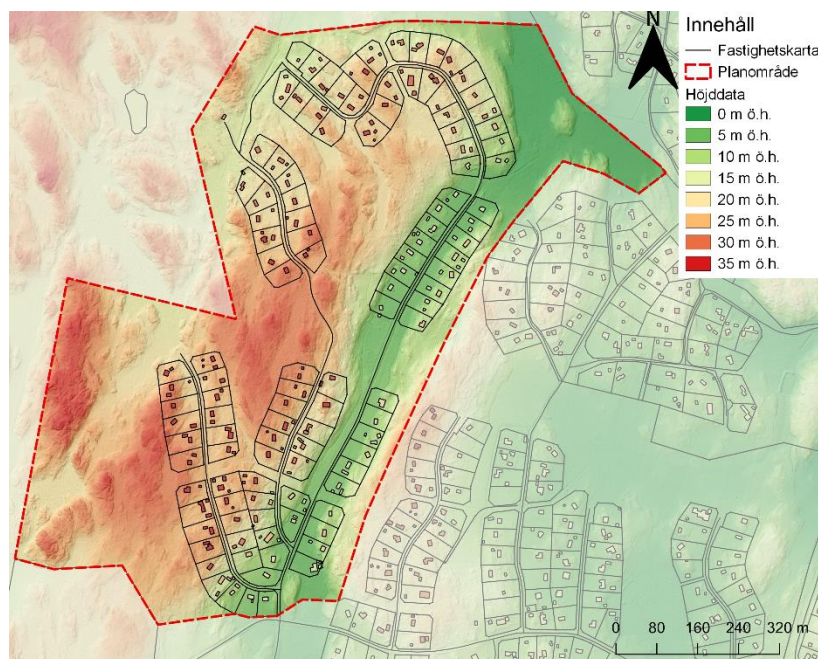 N
Innehåll
Fastighetskarta
Planområde
Höjddata
0 m ö.h.
5 m ö.h.
10 m ö.h.
15 m ö.h.
20 m ö.h.
25 m ö.h.
30 m ö.h.
35 m ö.h.
0 80 160 240 320 m